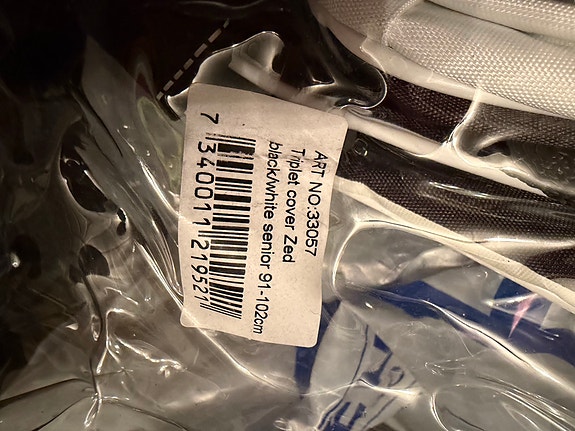 ART NO:33057
Triplet cover Zed
black/white senior 91-102cm
7 340011 219521